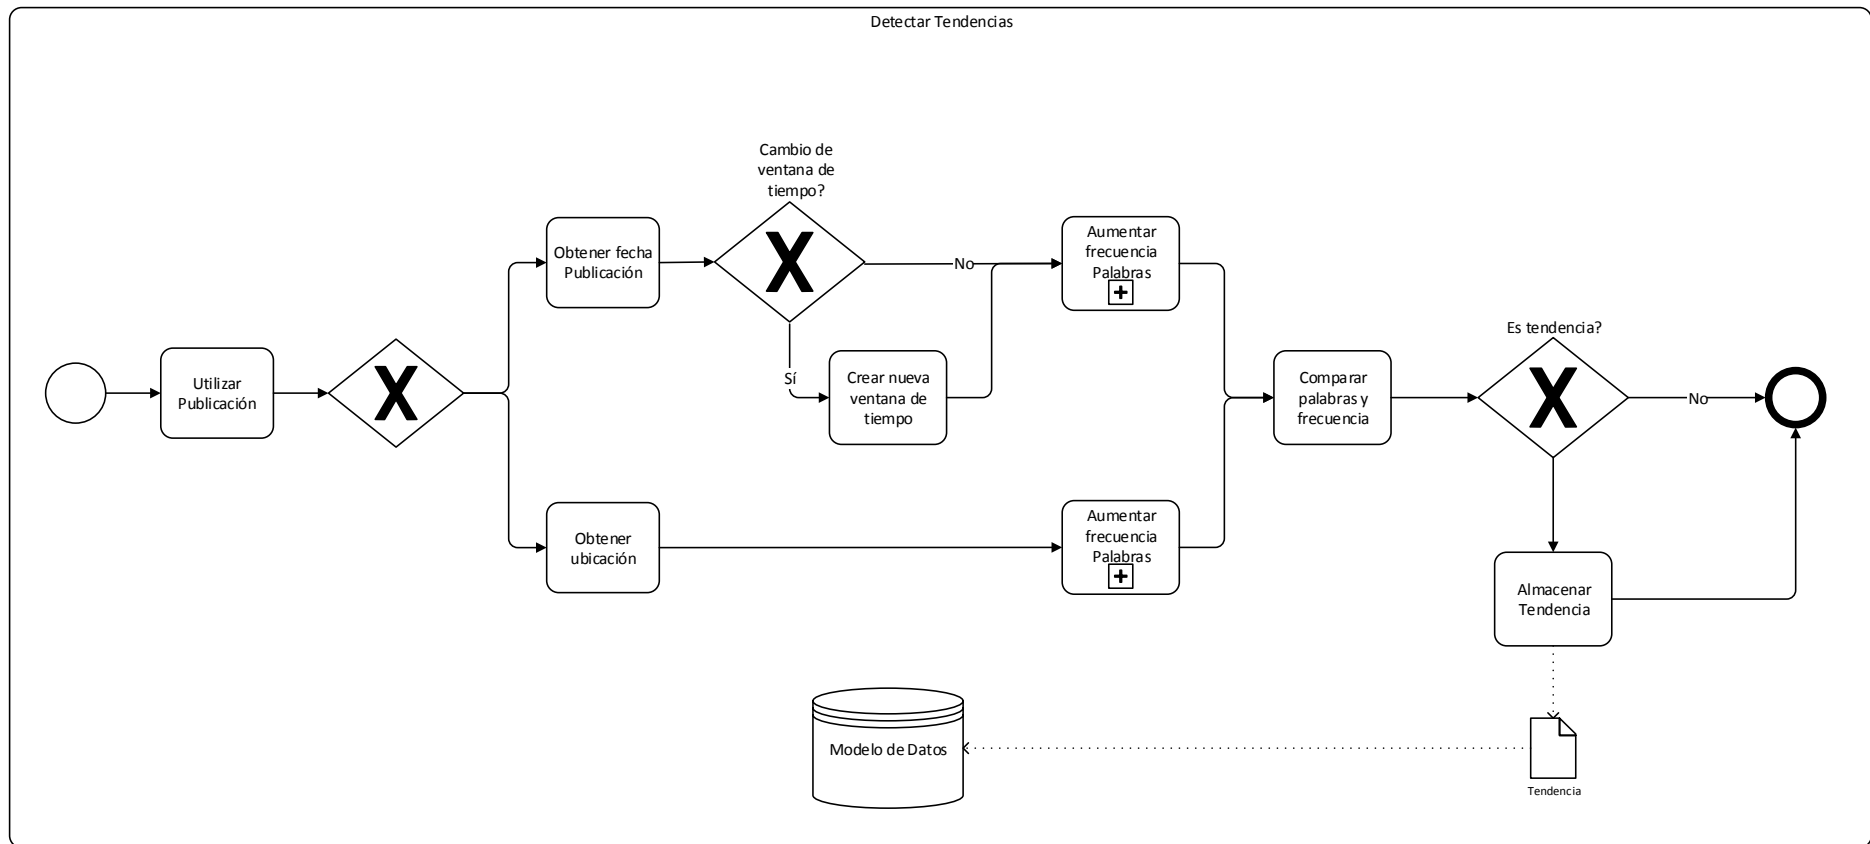 Detectar Tendencias
Cambio de
ventana de
tiempo?
Obtener fecha
Publicación
No
Aumentar
frecuencia
Palabras
Es tendencia?
Utilizar
Publicación
Sí
Crear nueva
ventana de
tiempo
Comparar
palabras y
frecuencia
No
Obtener
ubicación
Aumentar
frecuencia
Palabras
Almacenar
Tendencia
Modelo de Datos
Tendencia